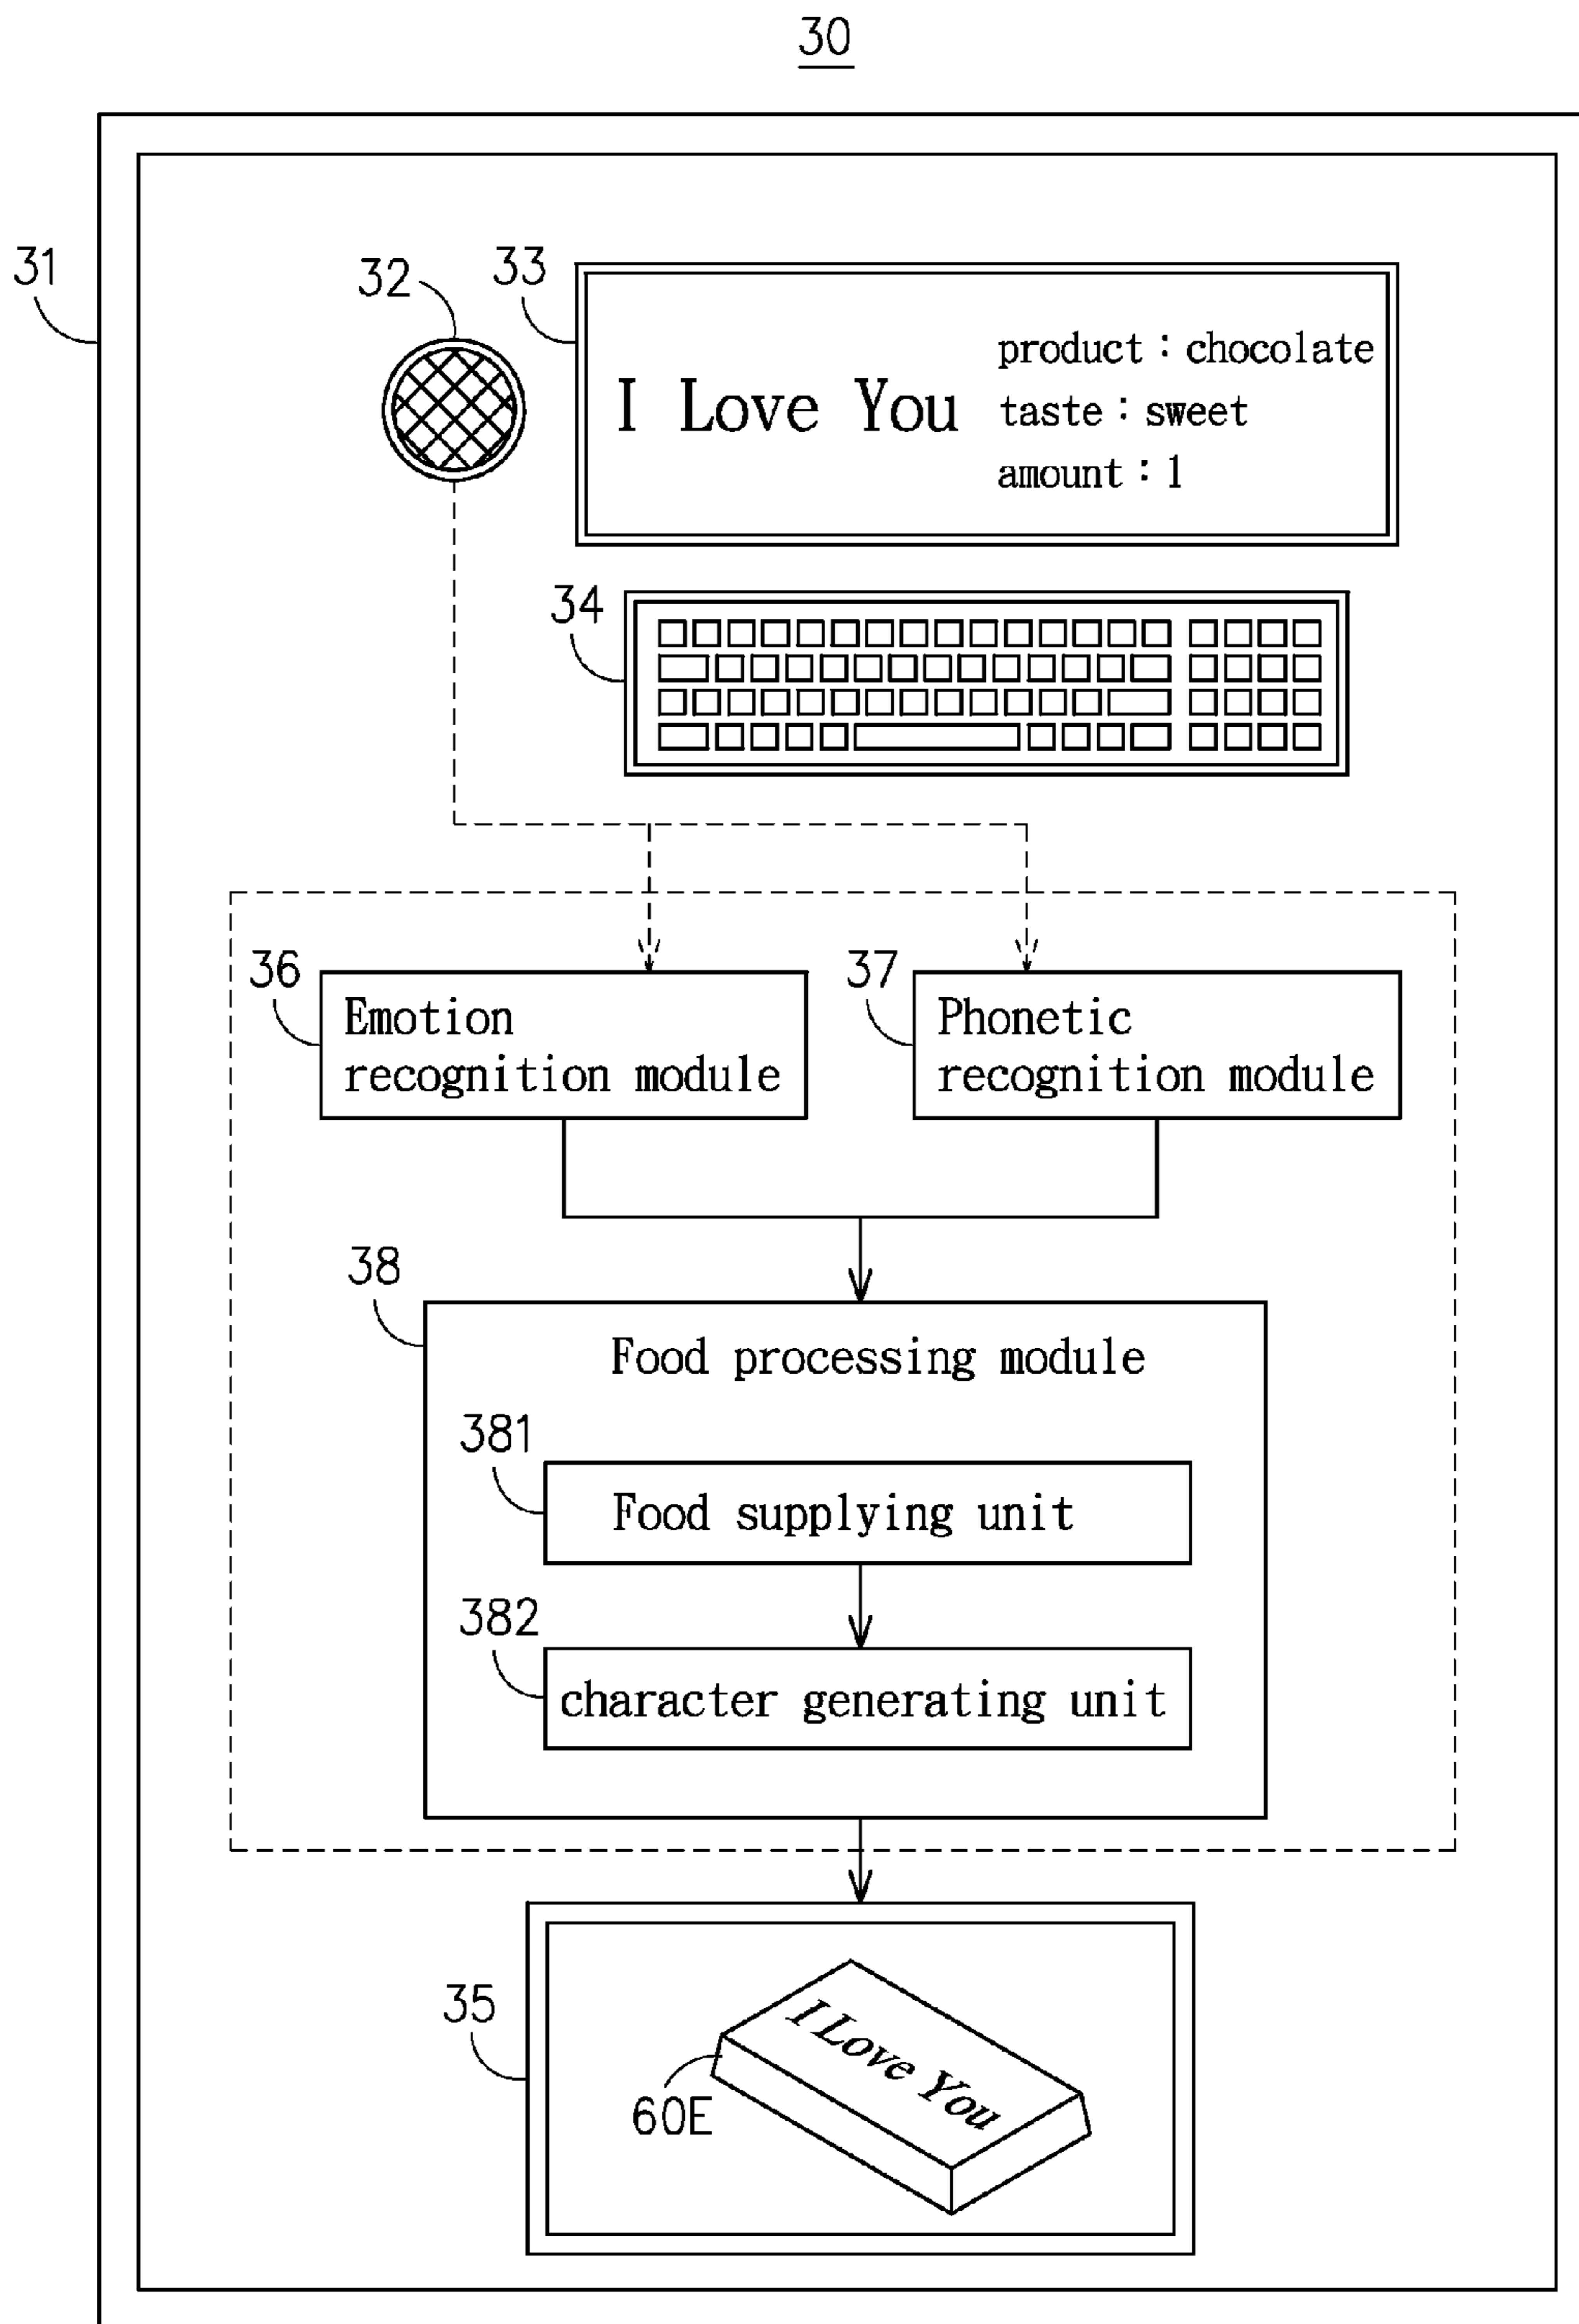 30
31
32
33
I Love You
product：chocolate
taste：sweet
amount：1
34
36
Emotion
recognition module
37
Phonetic
recognition module
38
Food processing module
381
Food supplying unit
382
character generating unit
35
I Love You
60E